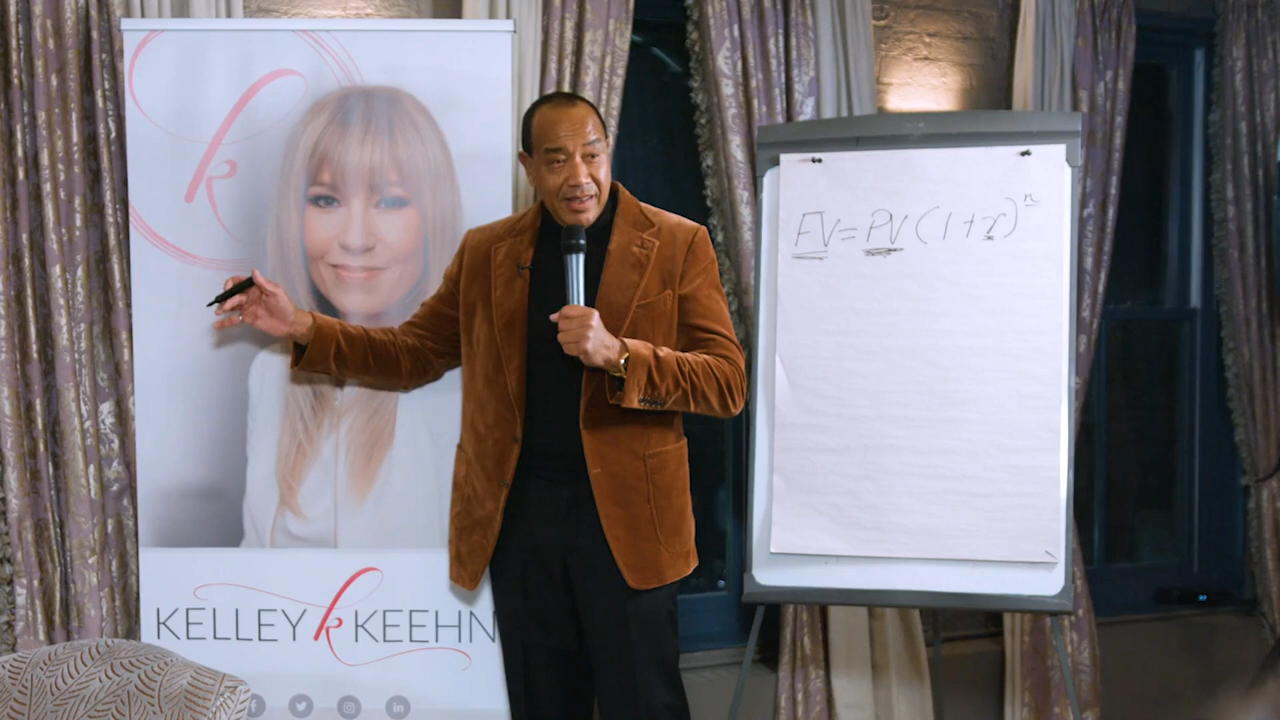 KELLEY k KEEHN
FV = PV (1+r)ⁿ